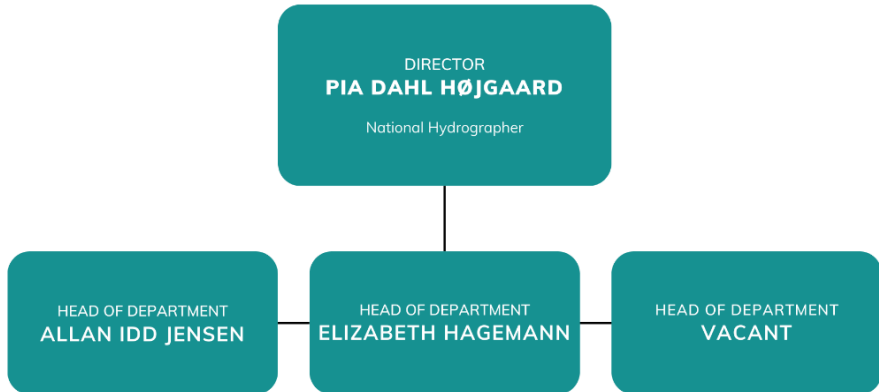 DIRECTOR
PIA DAHL HØJGAARD
National Hydrographer
HEAD OF DEPARTMENT
ALLAN IDD JENSEN
HEAD OF DEPARTMENT
ELIZABETH HAGEMANN
HEAD OF DEPARTMENT
VACANT